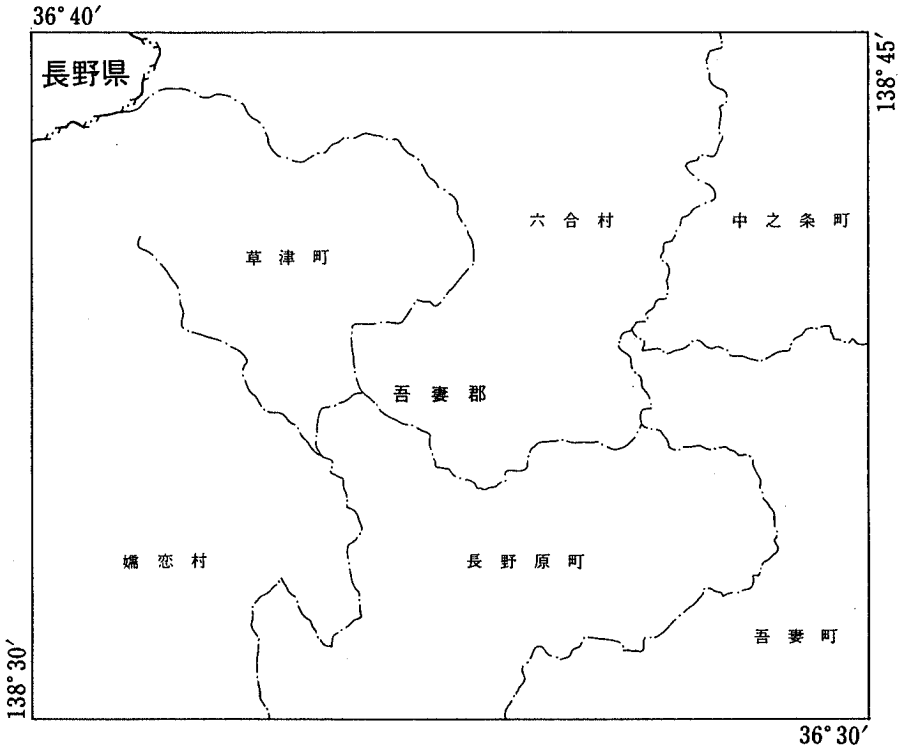 36°40′
長野県
138°45′
六合村
中之条町
草津町
吾妻郡
嬬恋村
長野原町
吾妻町
138°30′
36°30′